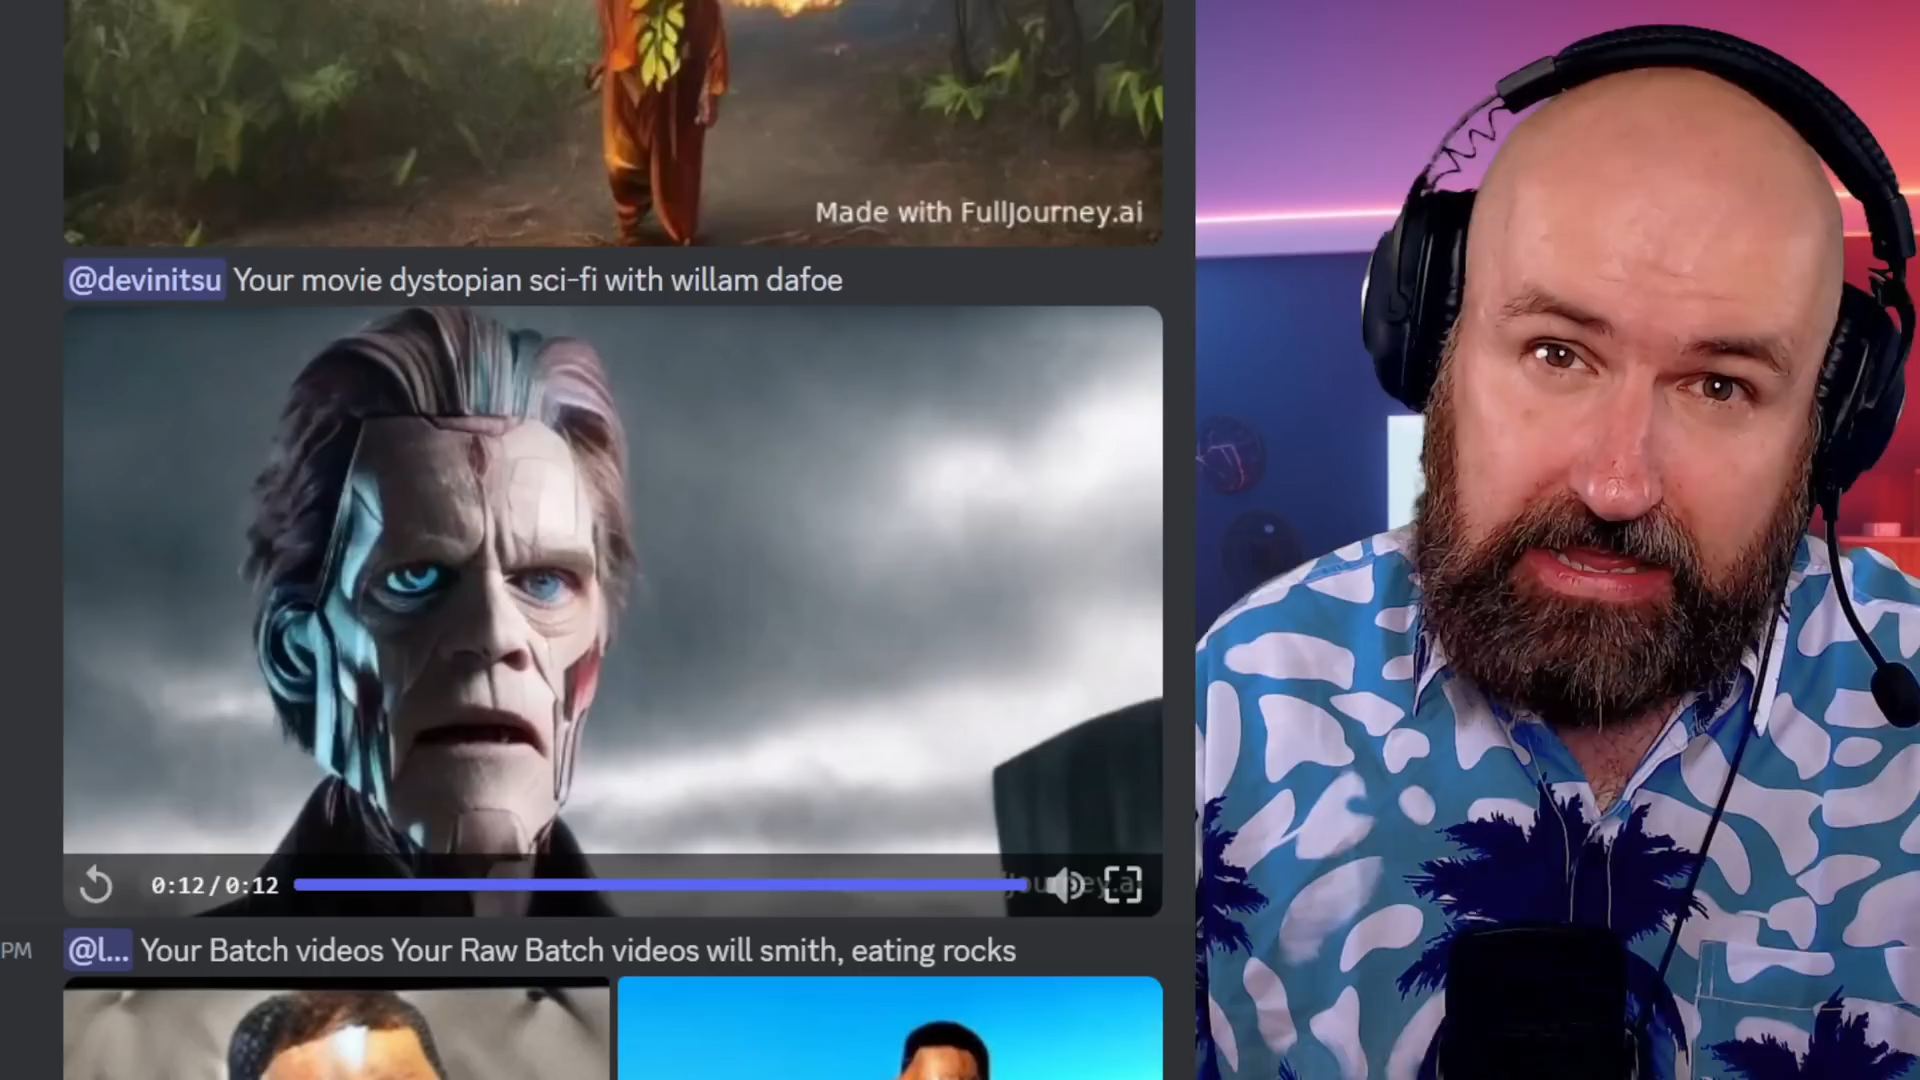 Made with FullJourney.ai
@devinitsu Your movie dystopian sci-fi with willam dafoe
0:12/0:12
PM @l... Your Batch videos Your Raw Batch videos will smith, eating rocks